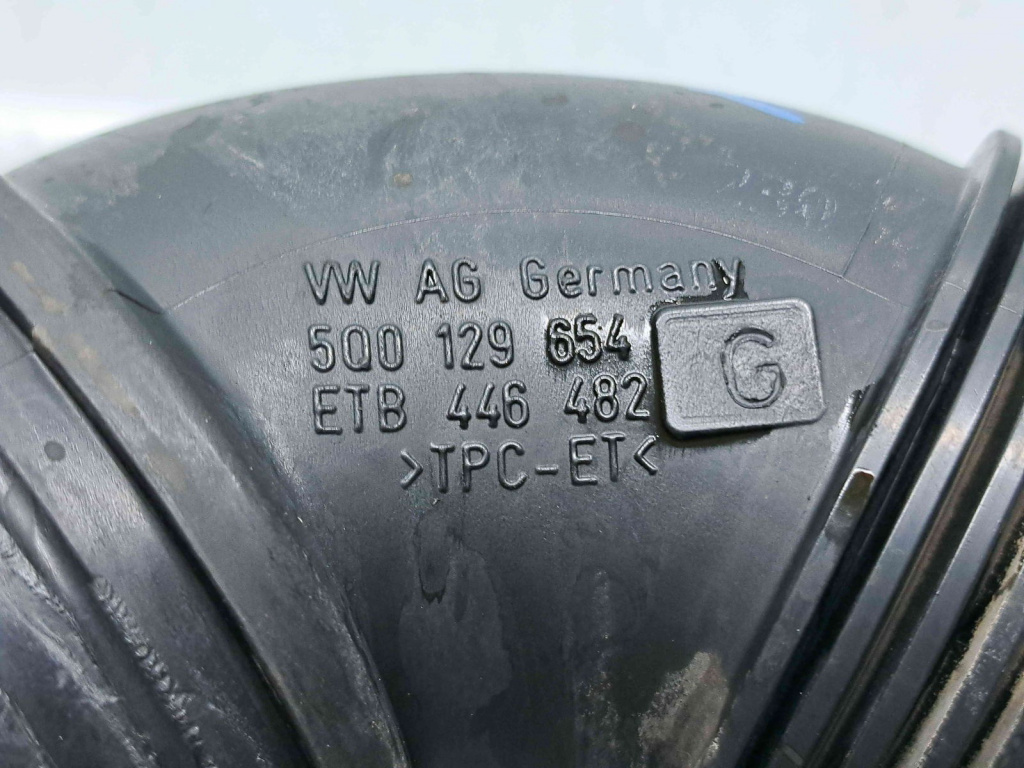 VW AG Germany
5Q0 129 654 G
ETB 446 482
>TPC-ET<